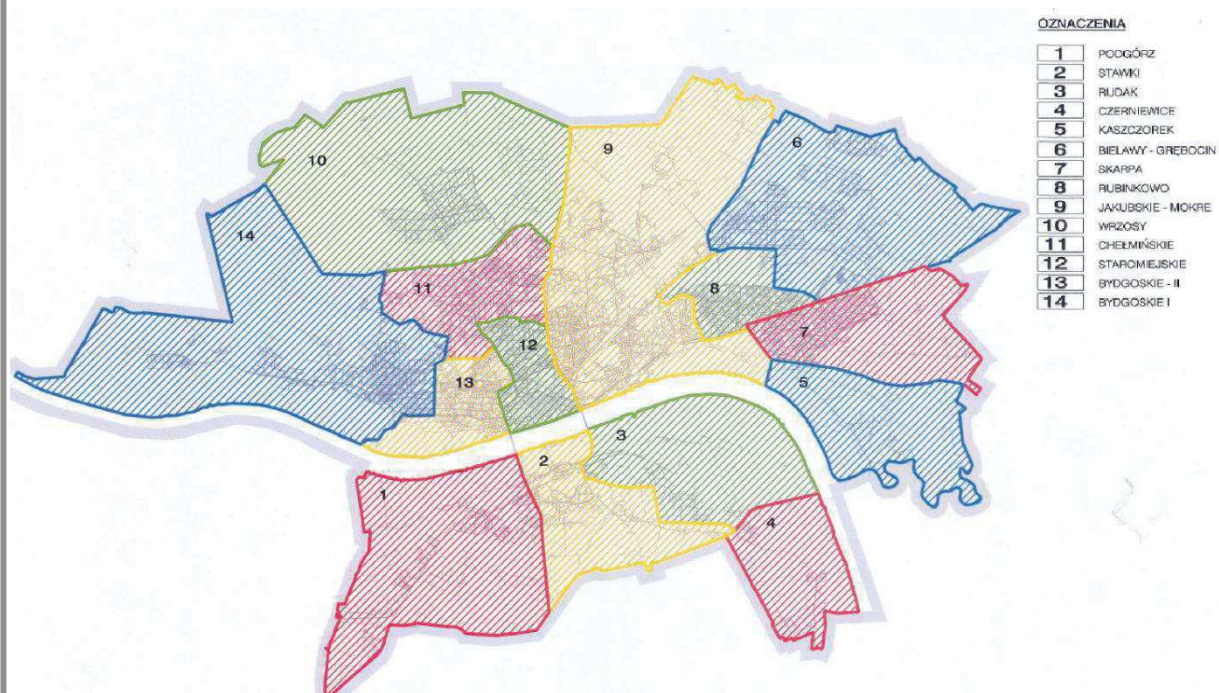 OZNACZENIA
1 PODGÓRZ
2 STAWKI
3 RUDAK
4 CZERNIEWICE
5 KASZCZOREK
6 BIELAWY - GRĘBOCIN
7 SKARPA
8 RUBINKOWO
9 JAKUBSKIE - MOKRE
10 WRZOSY
11 CHEŁMIŃSKIE
12 STAROMIEJSKIE
13 BYDGOSKIE - II
14 BYDGOSKIE I
9
6
10
14
11
8
12
7
13
5
3
2
1
4